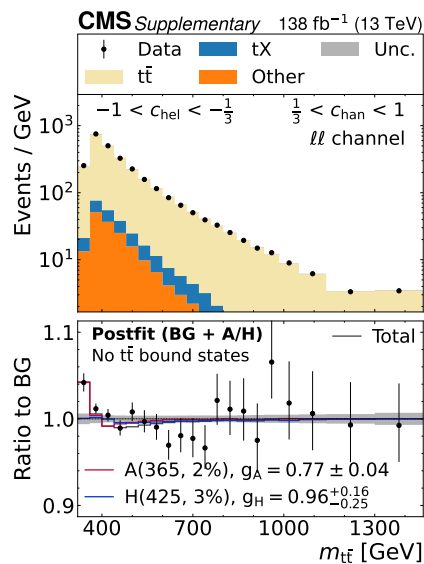 CMS Supplementary 138 fb⁻¹ (13 TeV)
Data tX Unc.
tt̄ Other
−1 < c_hel < −1/3 1/3 < c_han < 1
ℓℓ channel
Events / GeV
10³
10²
10¹
Postfit (BG + A/H) Total
No tt̄ bound states
Ratio to BG
1.1
1.0
0.9
A(365, 2%), g_A = 0.77 ± 0.04
H(425, 3%), g_H = 0.96 +0.16 −0.25
400 700 1000 1300
m_tt̄ [GeV]